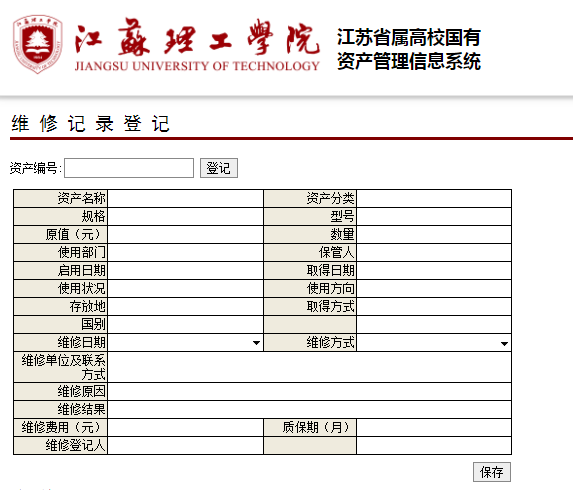 江蘇理工學院
JIANGSU UNIVERSITY OF TECHNOLOGY
江苏省属高校国有
资产管理信息系统
维修记录登记
资产编号: 登记
资产名称 资产分类
规格 型号
原值（元） 数量
使用部门 保管人
启用日期 取得日期
使用状况 使用方向
存放地 取得方式
国别
维修日期 维修方式
维修单位及联系
方式
维修原因
维修结果
维修费用（元） 质保期（月）
维修登记人
保存